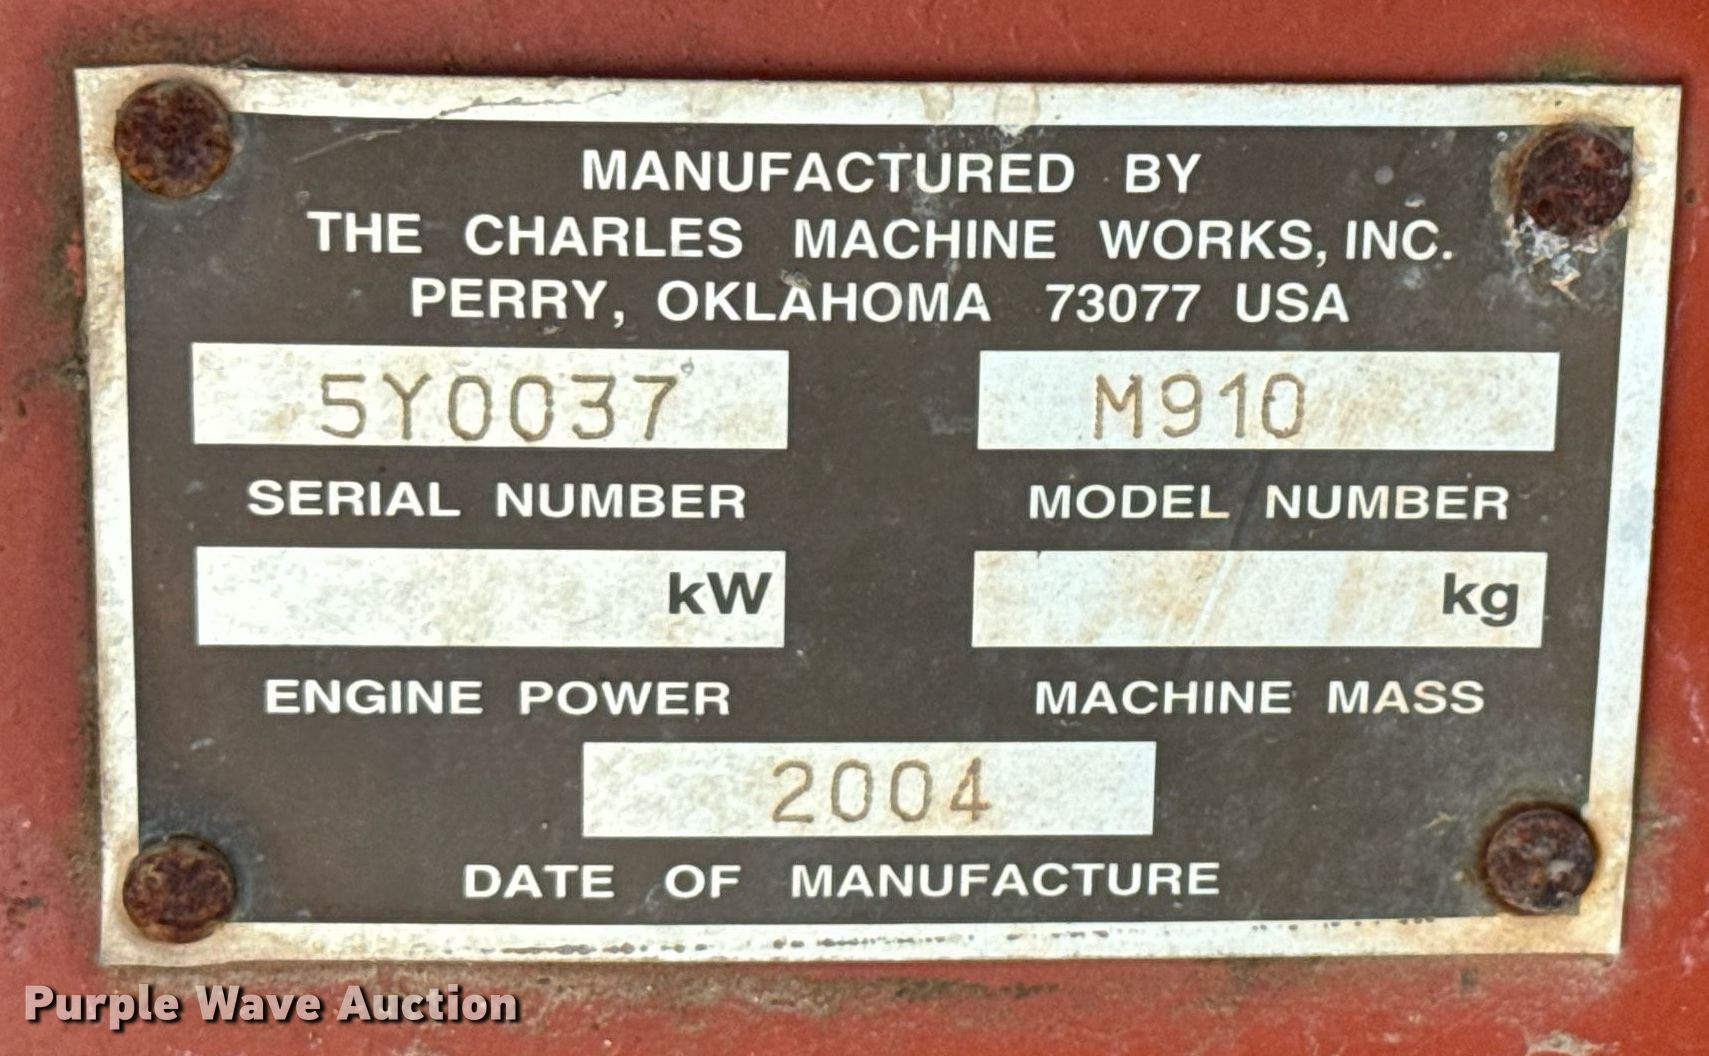 MANUFACTURED BY
THE CHARLES MACHINE WORKS, INC.
PERRY, OKLAHOMA 73077 USA
5Y0037 M910
SERIAL NUMBER MODEL NUMBER
kW kg
ENGINE POWER MACHINE MASS
2004
DATE OF MANUFACTURE
Purple Wave Auction